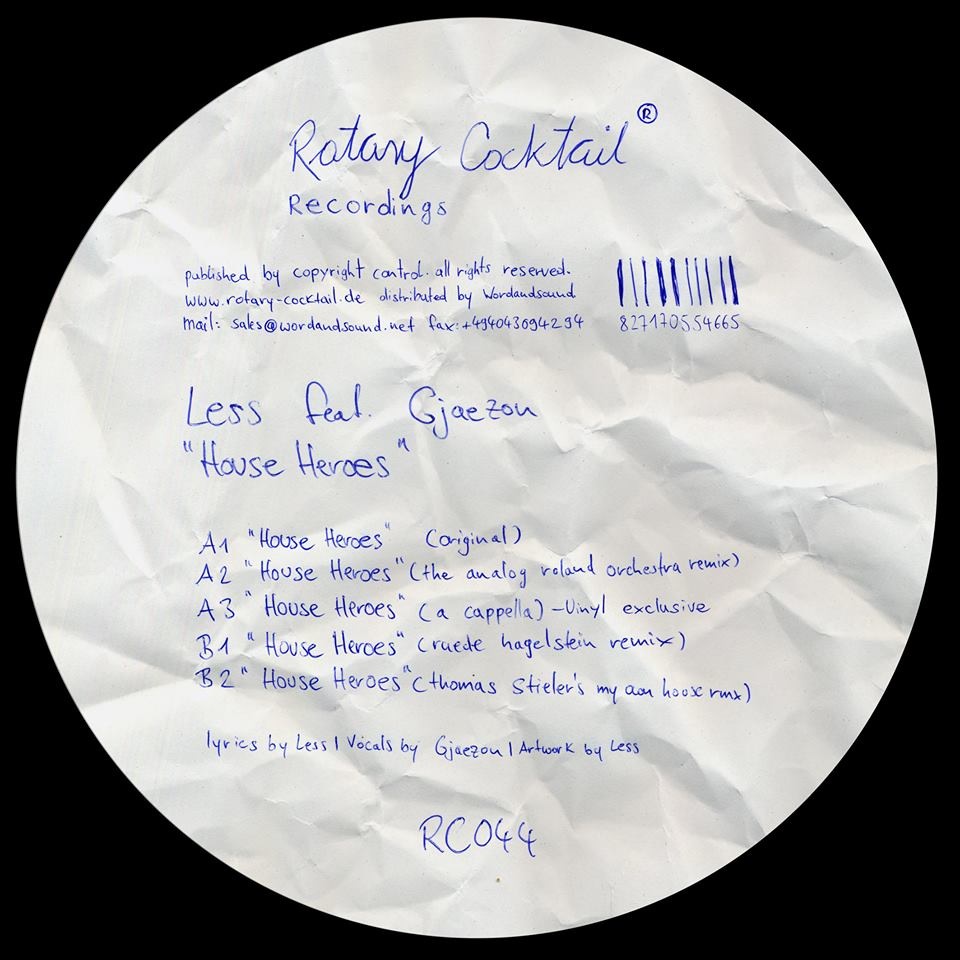 Rotary Cocktail ®
Recordings
published by copyright control. all rights reserved.
www.rotary-cocktail.de distributed by Wordandsound
mail: sales@wordandsound.net fax:+4940430942 94
827170554665
Less feat. Gjaezon
"House Heroes"
A1 "House Heroes" (original)
A2 "House Heroes" (the analog roland orchestra remix)
A3 "House Heroes" (a cappella) - Vinyl exclusive
B1 "House Heroes" (ruede hagelstein remix)
B2 "House Heroes" (thomas Stieler's my own house rmx)
lyrics by Less | Vocals by Gjaezon | Artwork by Less
RC044